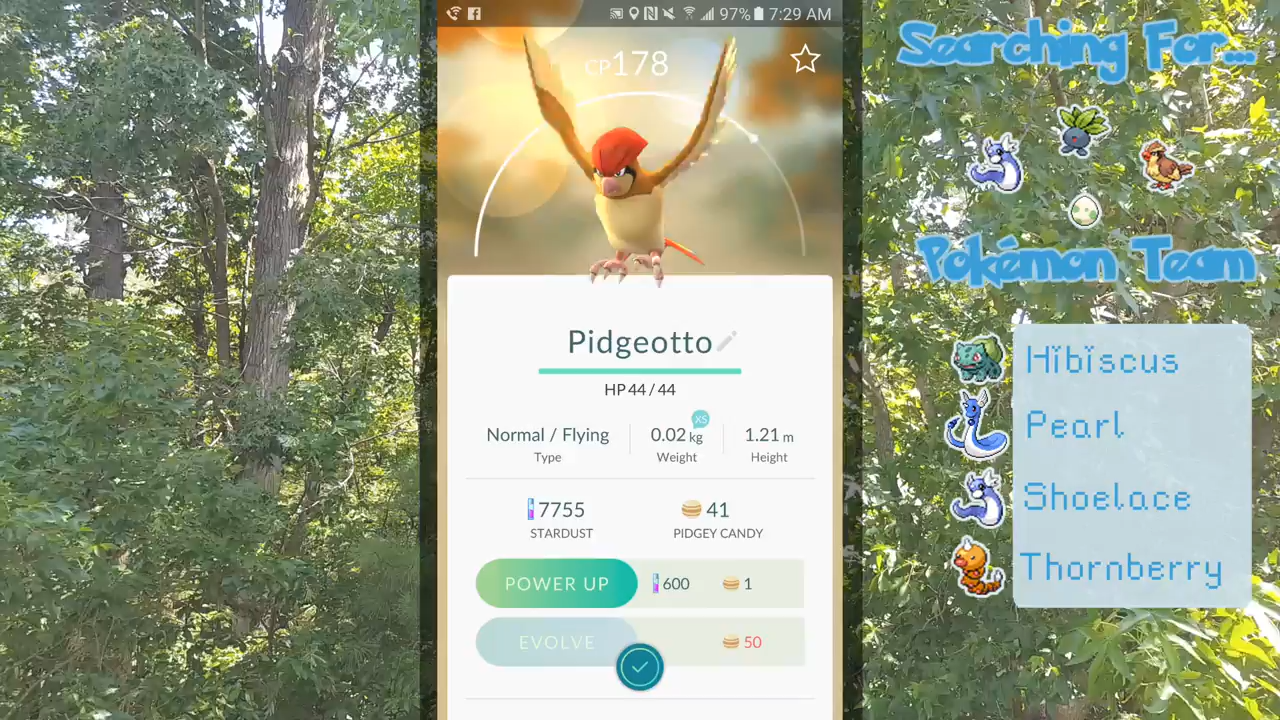 97% 7:29 AM
CP178
Pidgeotto
HP 44 / 44
Normal / Flying
Type
XS
0.02 kg
Weight
1.21 m
Height
7755
STARDUST
41
PIDGEY CANDY
POWER UP
600
1
EVOLVE
50
Searching For...
Pokémon Team
Hibiscus
Pearl
Shoelace
Thornberry